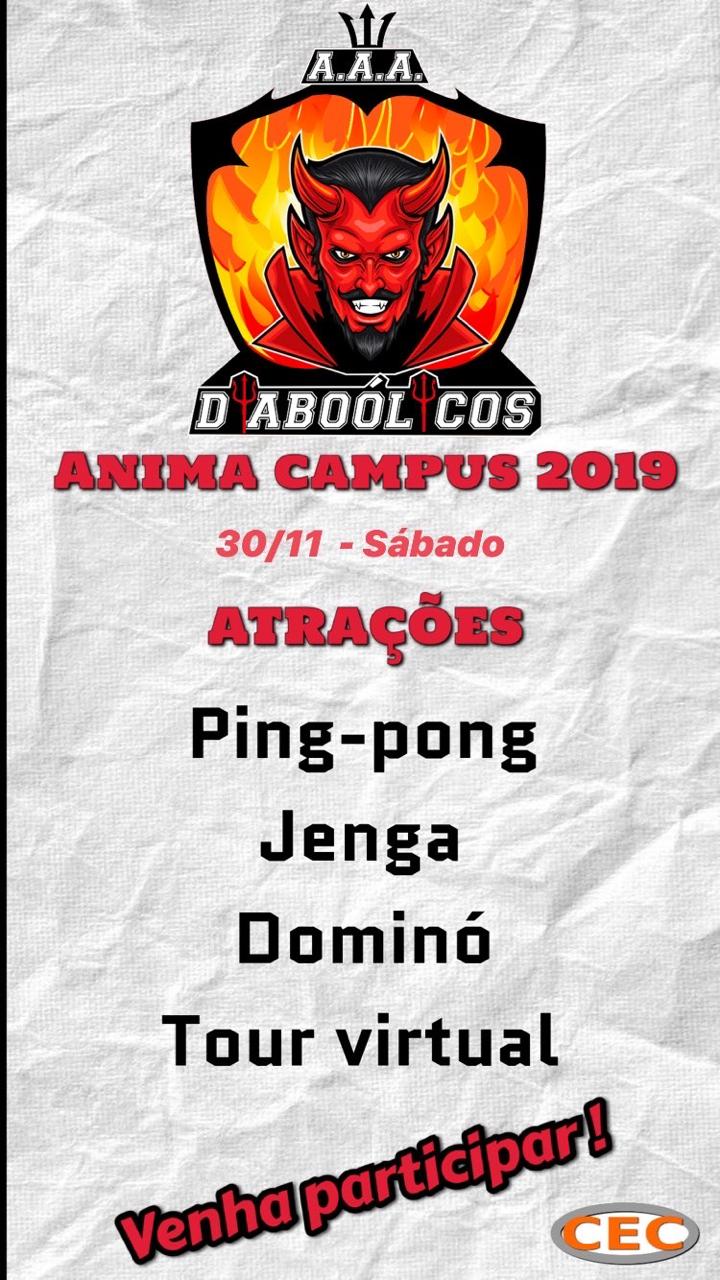 A.A.A.
DIABOÓLICOS
ANIMA CAMPUS 2019
30/11 - Sábado
ATRAÇÕES
Ping-pong
Jenga
Dominó
Tour virtual
Venha participar!
CEC